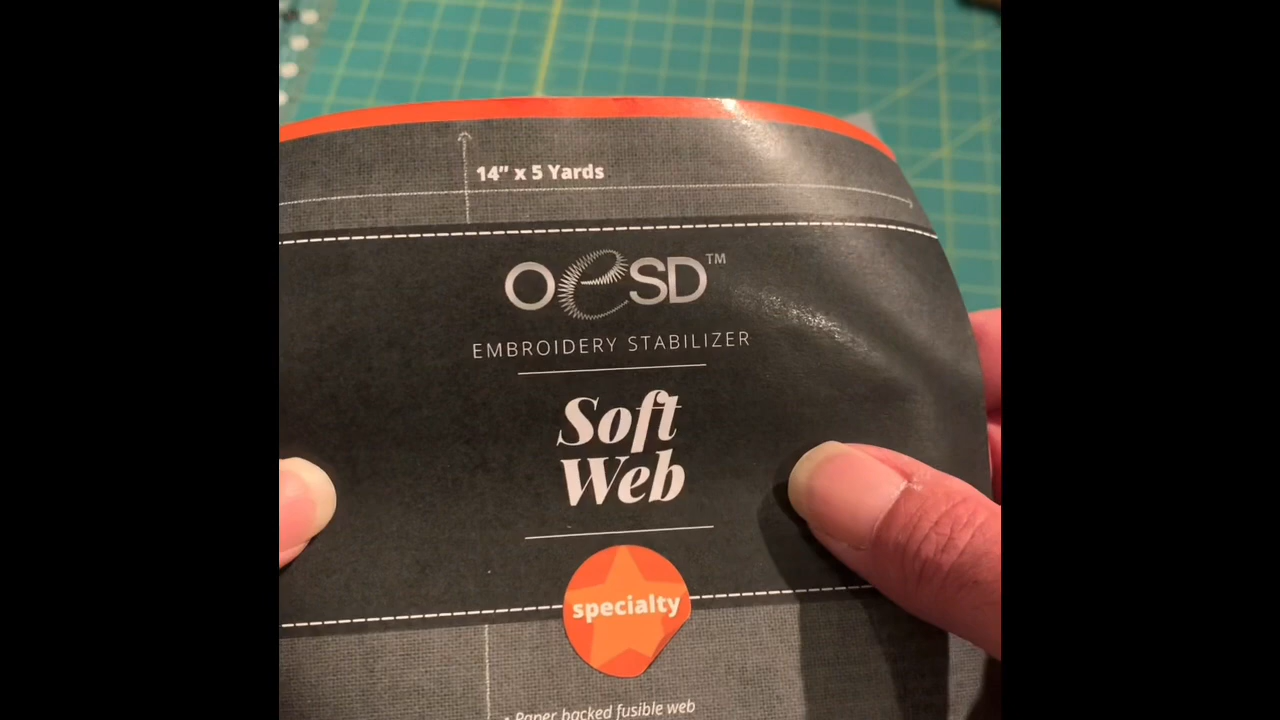 14" x 5 Yards
OeSD™
EMBROIDERY STABILIZER
Soft
Web
specialty
• Paper backed fusible web